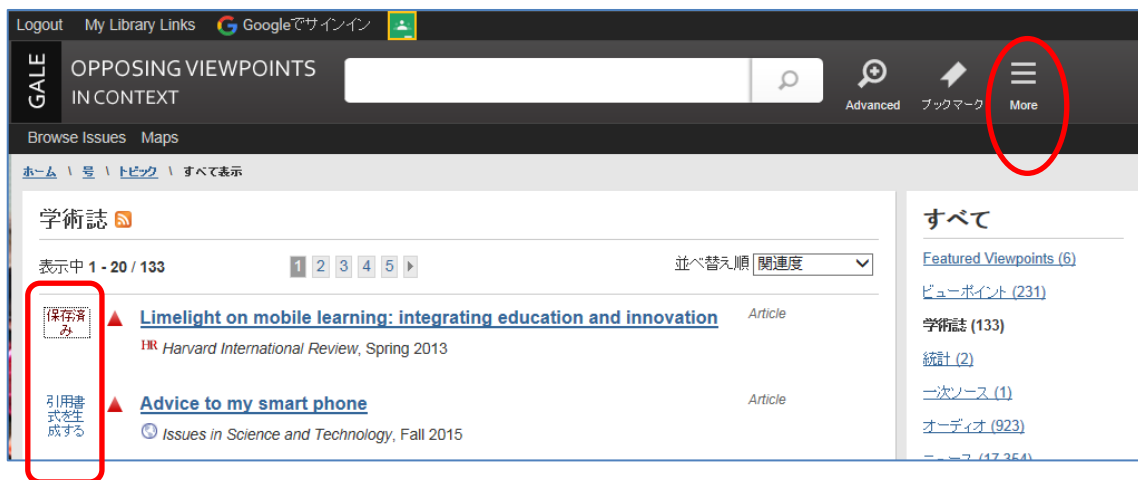 Logout My Library Links Googleでサインイン
GALE
OPPOSING VIEWPOINTS
IN CONTEXT
Advanced ブックマーク More
Browse Issues Maps
ホーム \ 号 \ トピック \ すべて表示
学術誌
表示中 1 - 20 / 133 1 2 3 4 5 並べ替え順 関連度
保存済み Limelight on mobile learning: integrating education and innovation Article
HR Harvard International Review, Spring 2013
引用書式を生成する Advice to my smart phone Article
Issues in Science and Technology, Fall 2015
すべて
Featured Viewpoints (6)
ビューポイント (231)
学術誌 (133)
統計 (2)
一次ソース (1)
オーディオ (923)
ニュース (17,354)